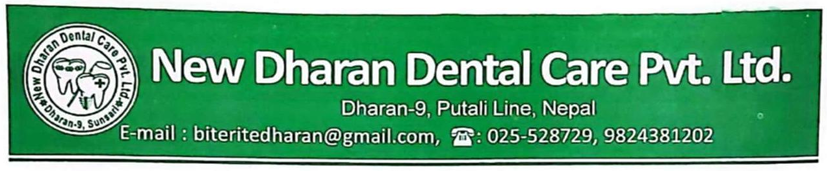 New Dharan Dental Care Pvt. Ltd.
Dharan-9, Sunsari
New Dharan Dental Care Pvt. Ltd.
Dharan-9, Putali Line, Nepal
E-mail : biteritedharan@gmail.com, ☎: 025-528729, 9824381202